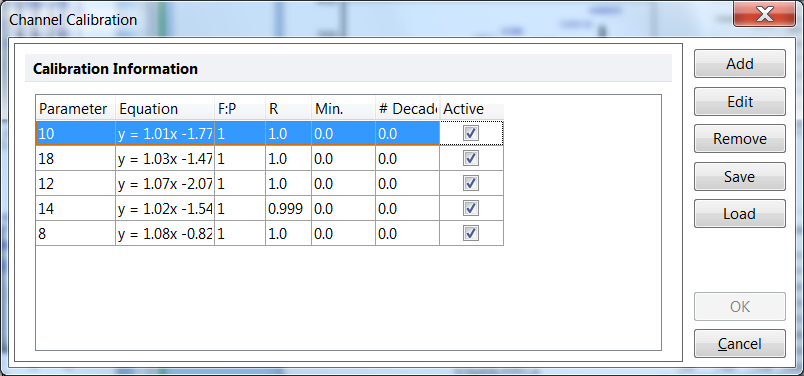 Channel Calibration
Calibration Information
Parameter Equation F:P R Min. # Decade Active
10 y = 1.01x -1.77 1 1.0 0.0 0.0
18 y = 1.03x -1.47 1 1.0 0.0 0.0
12 y = 1.07x -2.07 1 1.0 0.0 0.0
14 y = 1.02x -1.54 1 0.999 0.0 0.0
8 y = 1.08x -0.82 1 1.0 0.0 0.0
Add
Edit
Remove
Save
Load
OK
Cancel